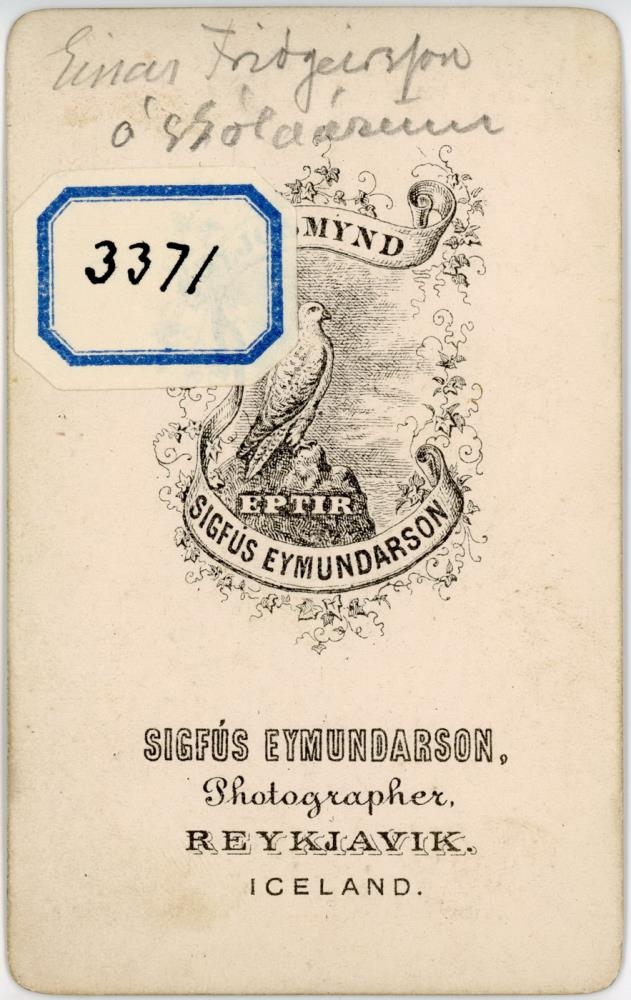 Einar Friðgeirsson
á skólaárum
3371
MYND
EPTIR
SIGFÚS EYMUNDARSON
SIGFÚS EYMUNDARSON,
Photographer,
REYKJAVIK.
ICELAND.